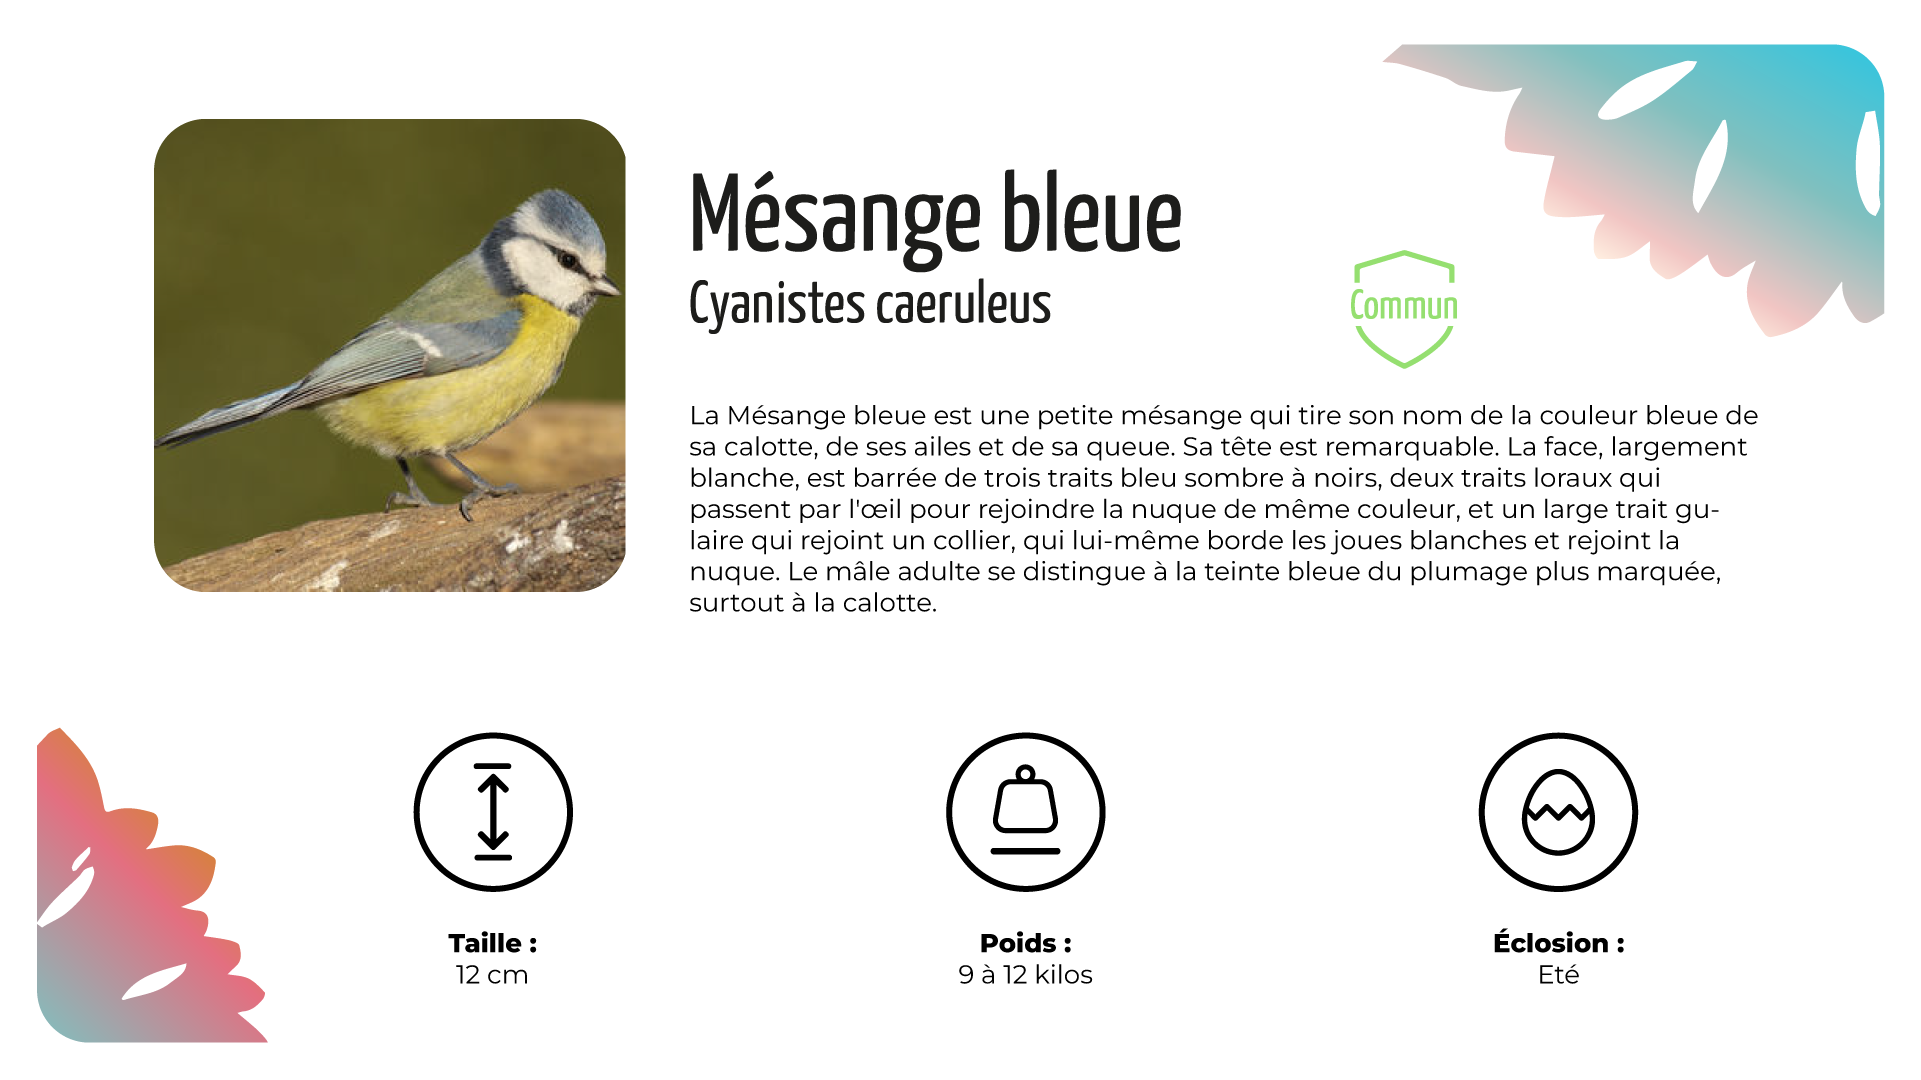 Mésange bleue
Cyanistes caeruleus
Commun
La Mésange bleue est une petite mésange qui tire son nom de la couleur bleue de
sa calotte, de ses ailes et de sa queue. Sa tête est remarquable. La face, largement
blanche, est barrée de trois traits bleu sombre à noirs, deux traits loraux qui
passent par l'œil pour rejoindre la nuque de même couleur, et un large trait gu-
laire qui rejoint un collier, qui lui-même borde les joues blanches et rejoint la
nuque. Le mâle adulte se distingue à la teinte bleue du plumage plus marquée,
surtout à la calotte.
Taille :
12 cm
Poids :
9 à 12 kilos
Éclosion :
Eté